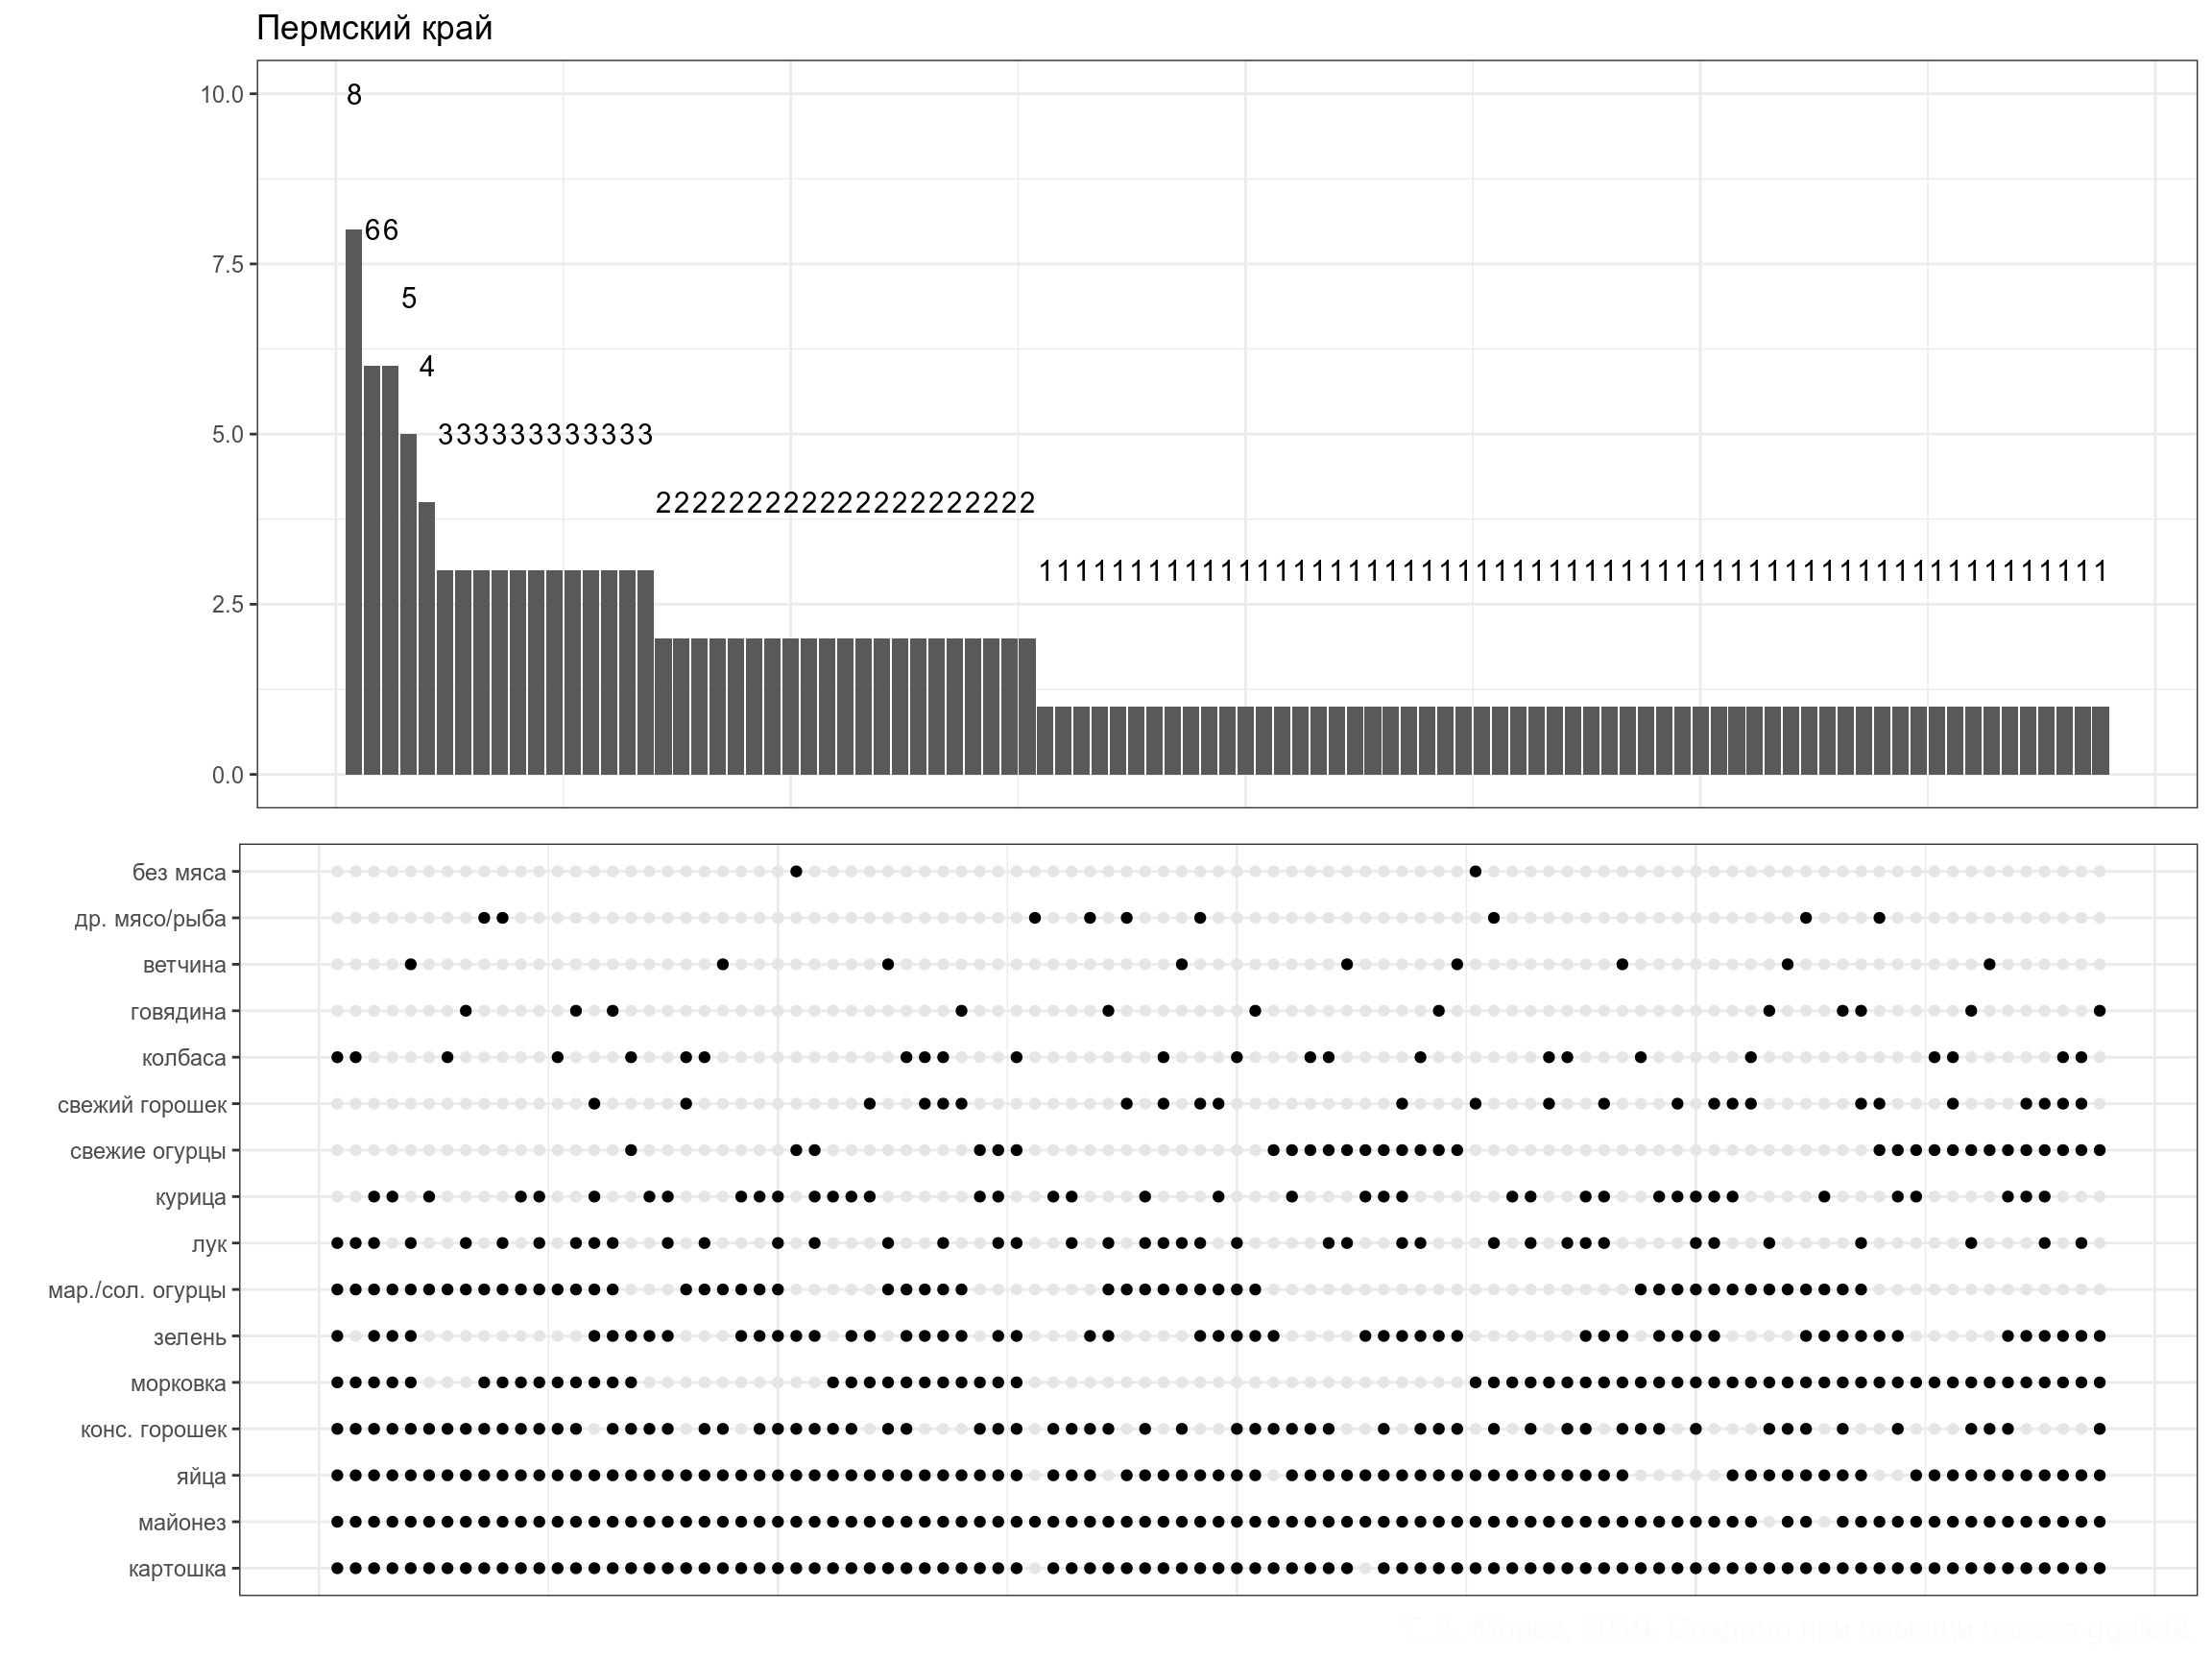 Пермский край
10.0
8
66
7.5
5
4
5.0
333333333333
222222222222222222222
11111111111111111111111111111111111111111111111111111111111
2.5
0.0
без мяса
др. мясо/рыба
ветчина
говядина
колбаса
свежий горошек
свежие огурцы
курица
лук
мар./сол. огурцы
зелень
морковка
конс. горошек
яйца
майонез
картошка
Г. А. Мороз, 2019. Создано при помощи пакета ggplot2.